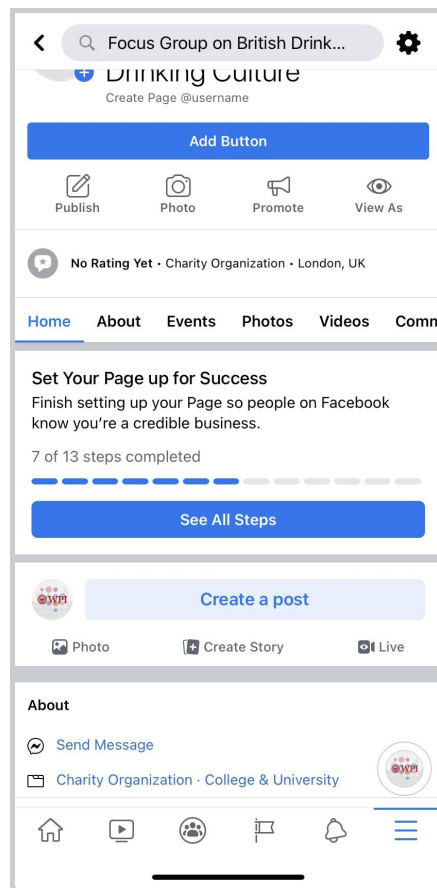 Focus Group on British Drink...
Drinking Culture
Create Page @username
Add Button
Publish Photo Promote View As
No Rating Yet • Charity Organization • London, UK
Home About Events Photos Videos Comm
Set Your Page up for Success
Finish setting up your Page so people on Facebook
know you're a credible business.
7 of 13 steps completed
See All Steps
WPI Create a post
Photo Create Story Live
About
Send Message
Charity Organization · College & University
WPI